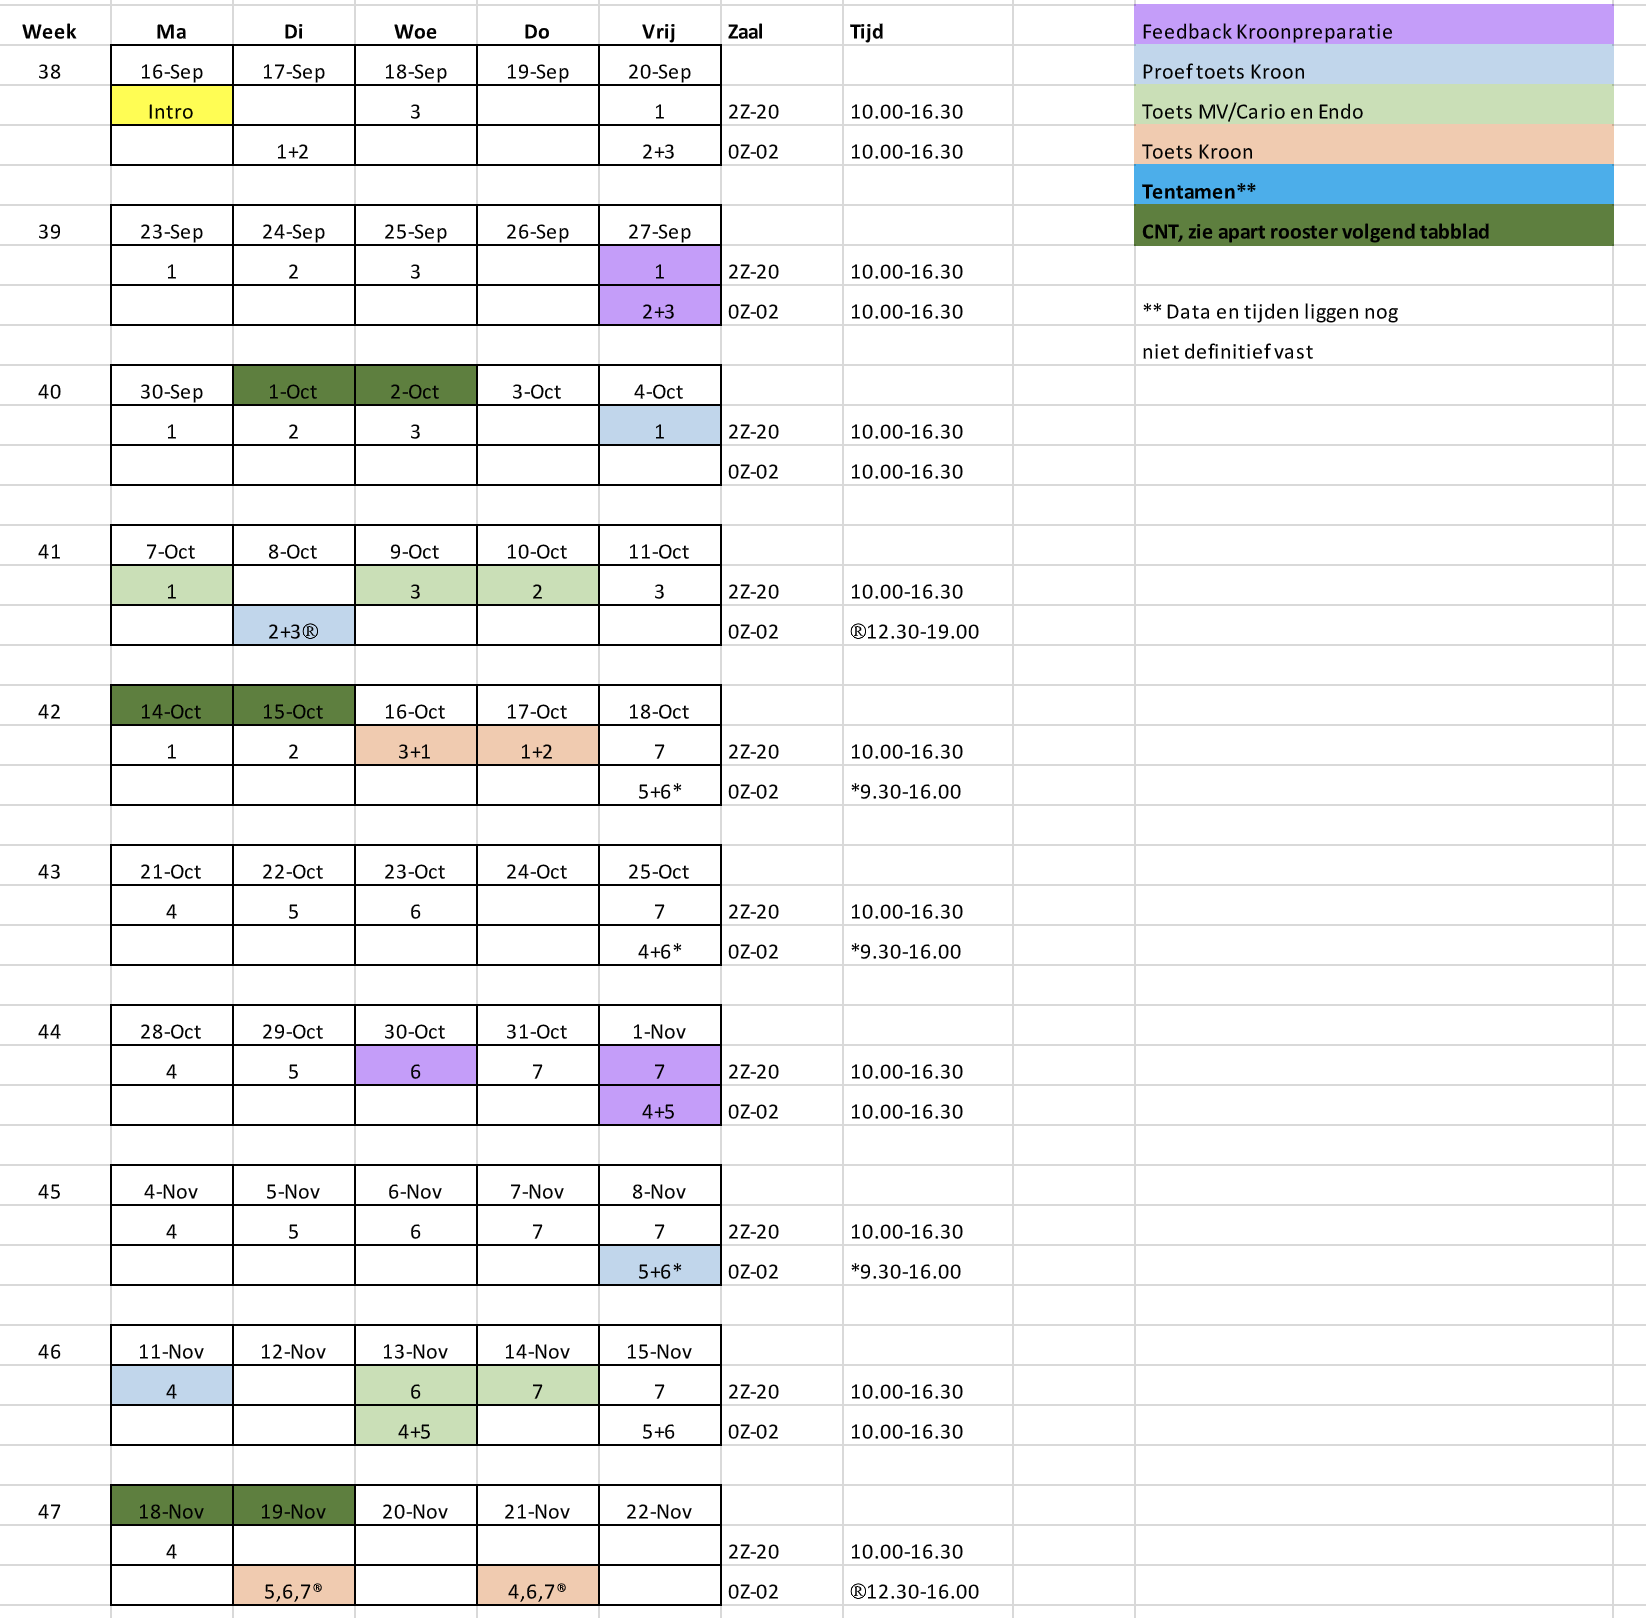 Week Ma Di Woe Do Vrij Zaal Tijd Feedback Kroonpreparatie
38 16-Sep 17-Sep 18-Sep 19-Sep 20-Sep Proeftoets Kroon
Intro 3 1 2Z-20 10.00-16.30 Toets MV/Cario en Endo
1+2 2+3 0Z-02 10.00-16.30 Toets Kroon
Tentamen**
39 23-Sep 24-Sep 25-Sep 26-Sep 27-Sep CNT, zie apart rooster volgend tabblad
1 2 3 1 2Z-20 10.00-16.30
2+3 0Z-02 10.00-16.30 ** Data en tijden liggen nog
niet definitief vast
40 30-Sep 1-Oct 2-Oct 3-Oct 4-Oct
1 2 3 1 2Z-20 10.00-16.30
0Z-02 10.00-16.30
41 7-Oct 8-Oct 9-Oct 10-Oct 11-Oct
1 3 2 3 2Z-20 10.00-16.30
2+3® 0Z-02 ®12.30-19.00
42 14-Oct 15-Oct 16-Oct 17-Oct 18-Oct
1 2 3+1 1+2 7 2Z-20 10.00-16.30
5+6* 0Z-02 *9.30-16.00
43 21-Oct 22-Oct 23-Oct 24-Oct 25-Oct
4 5 6 7 2Z-20 10.00-16.30
4+6* 0Z-02 *9.30-16.00
44 28-Oct 29-Oct 30-Oct 31-Oct 1-Nov
4 5 6 7 7 2Z-20 10.00-16.30
4+5 0Z-02 10.00-16.30
45 4-Nov 5-Nov 6-Nov 7-Nov 8-Nov
4 5 6 7 7 2Z-20 10.00-16.30
5+6* 0Z-02 *9.30-16.00
46 11-Nov 12-Nov 13-Nov 14-Nov 15-Nov
4 6 7 7 2Z-20 10.00-16.30
4+5 5+6 0Z-02 10.00-16.30
47 18-Nov 19-Nov 20-Nov 21-Nov 22-Nov
4 2Z-20 10.00-16.30
5,6,7® 4,6,7® 0Z-02 ®12.30-16.00